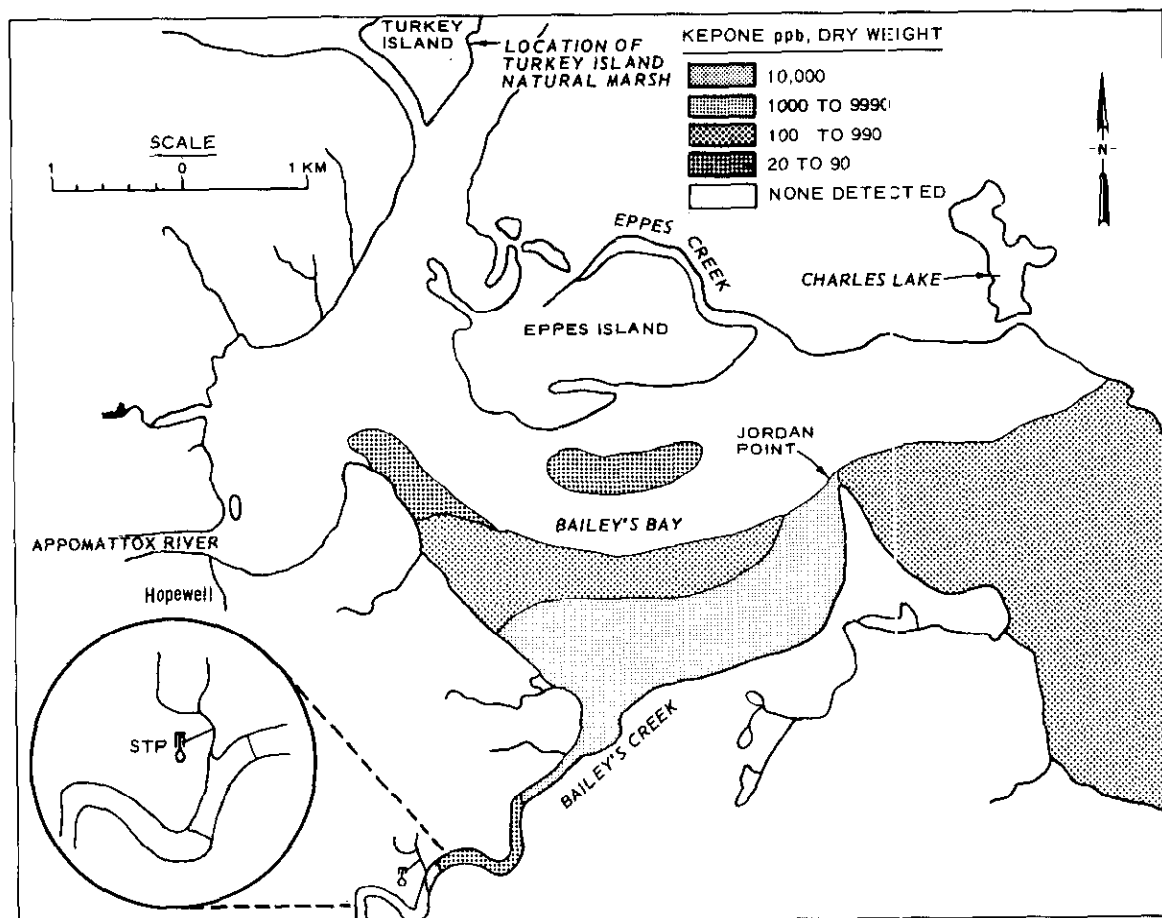 TURKEY
ISLAND
LOCATION OF
TURKEY ISLAND
NATURAL MARSH
KEPONE ppb, DRY WEIGHT
10,000
1000 TO 9990
100 TO 990
20 TO 90
NONE DETECTED
SCALE
1 0 1 KM
N
EPPES CREEK
CHARLES LAKE
EPPES ISLAND
JORDAN
POINT
BAILEY'S BAY
APPOMATTOX RIVER
Hopewell
STP
BAILEY'S CREEK